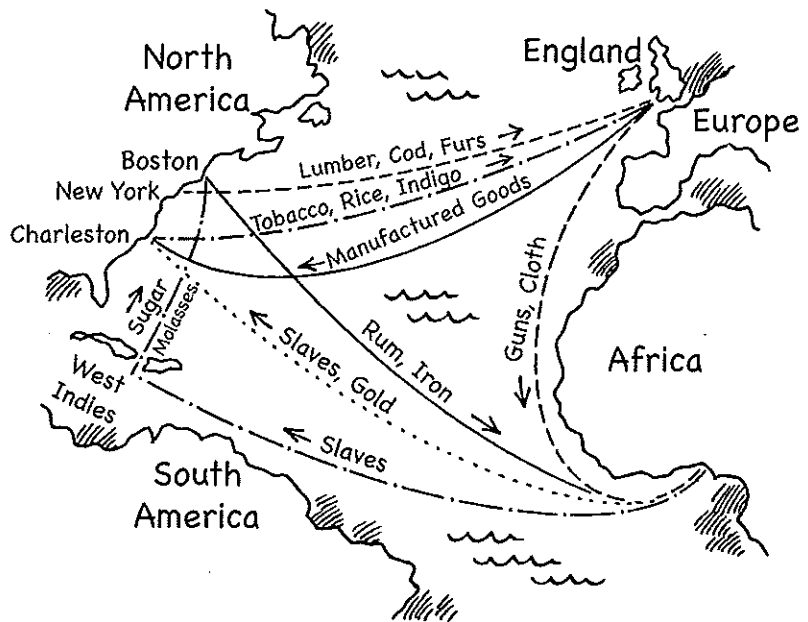 North
America
England
Europe
Boston
New York
Charleston
Lumber, Cod, Furs
Tobacco, Rice, Indigo
Manufactured Goods
Sugar
Molasses
Slaves, Gold
Rum, Iron
Guns, Cloth
Africa
West
Indies
Slaves
South
America